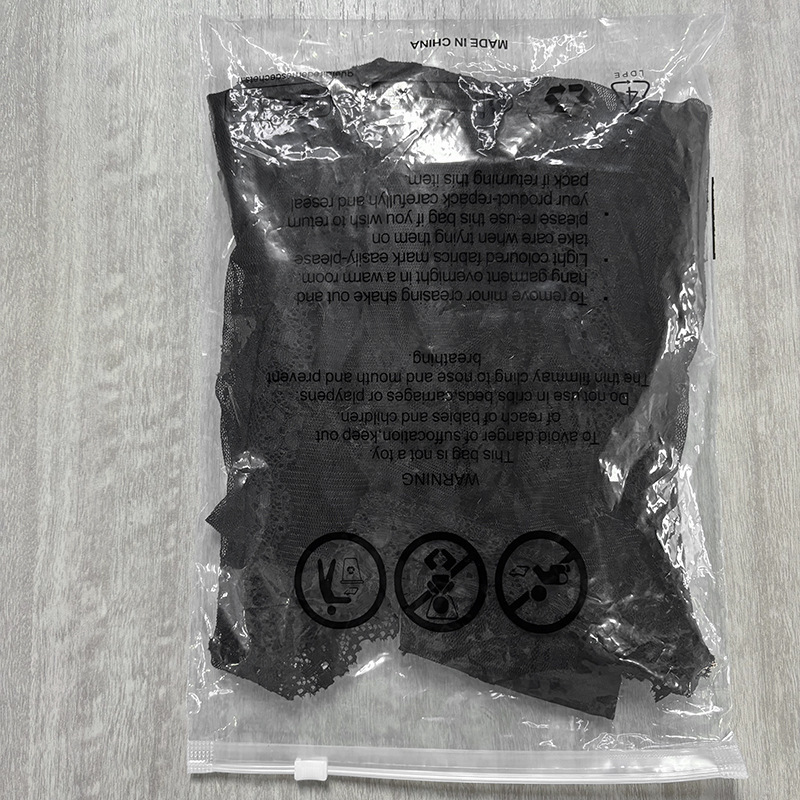 WARNING
This bag is not a toy.
To avoid danger of suffocation,keep out
of reach of babies and children.
Do not use in cribs,beds,carriages or playpens.
The thin filmmay cling to nose and mouth and prevent
breathing.
• To remove minor creasing shake out and
hang garment overnight in a warm room
• Light coloured fabrics mark easily-please
take care when trying them on
• please re-use this bag if you wish to return
your product-repack carefullyn and reseal
pack if returning this item.
4
LDPE
MADE IN CHINA